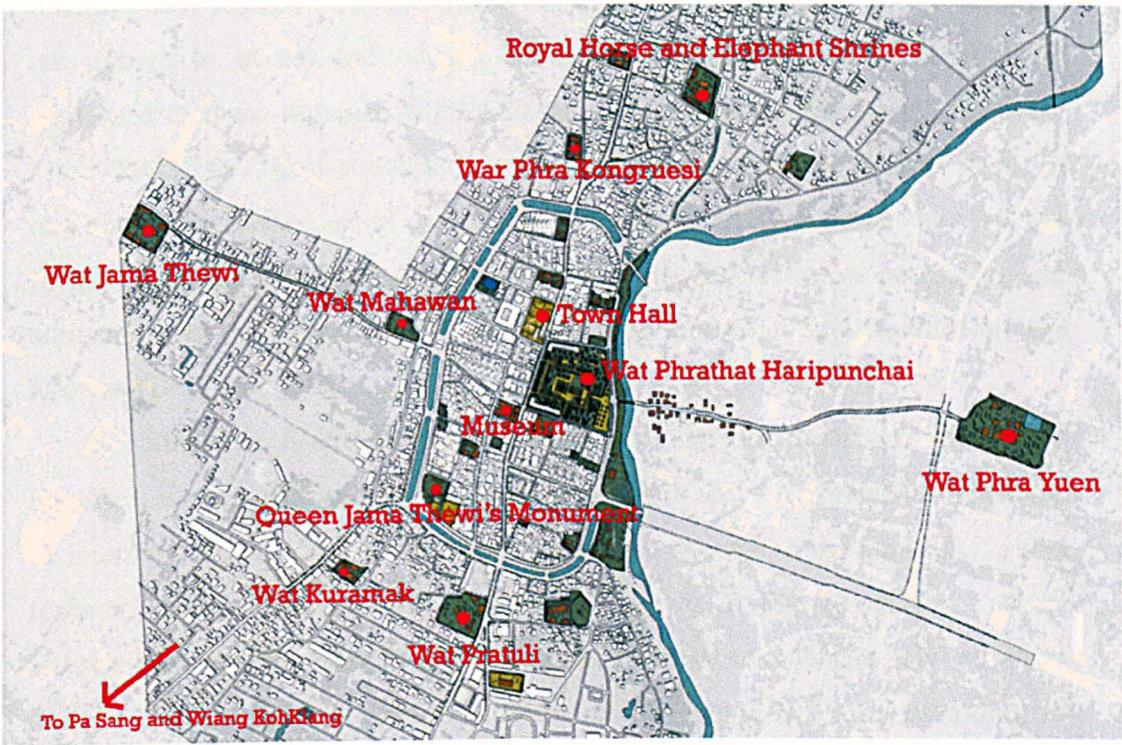 Royal Horse and Elephant Shrines
War Phra Kongruesi
Wat Jama Thewi
Wat Mahawan
Town Hall
Wat Phrathat Haripunchai
Museum
Wat Phra Yuen
Queen Jama Thewi's Monument
Wat Kuramak
Wat Pratuli
To Pa Sang and Wiang KohKlang